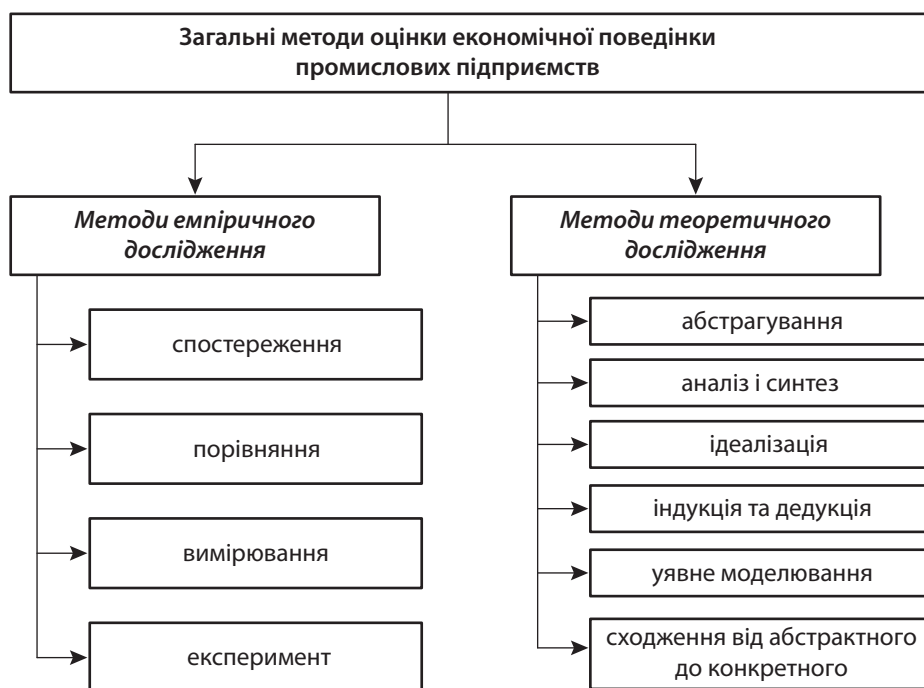 Загальні методи оцінки економічної поведінки
промислових підприємств
Методи емпіричного
дослідження
спостереження
порівняння
вимірювання
експеримент
Методи теоретичного
дослідження
абстрагування
аналіз і синтез
ідеалізація
індукція та дедукція
уявне моделювання
сходження від абстрактного
до конкретного